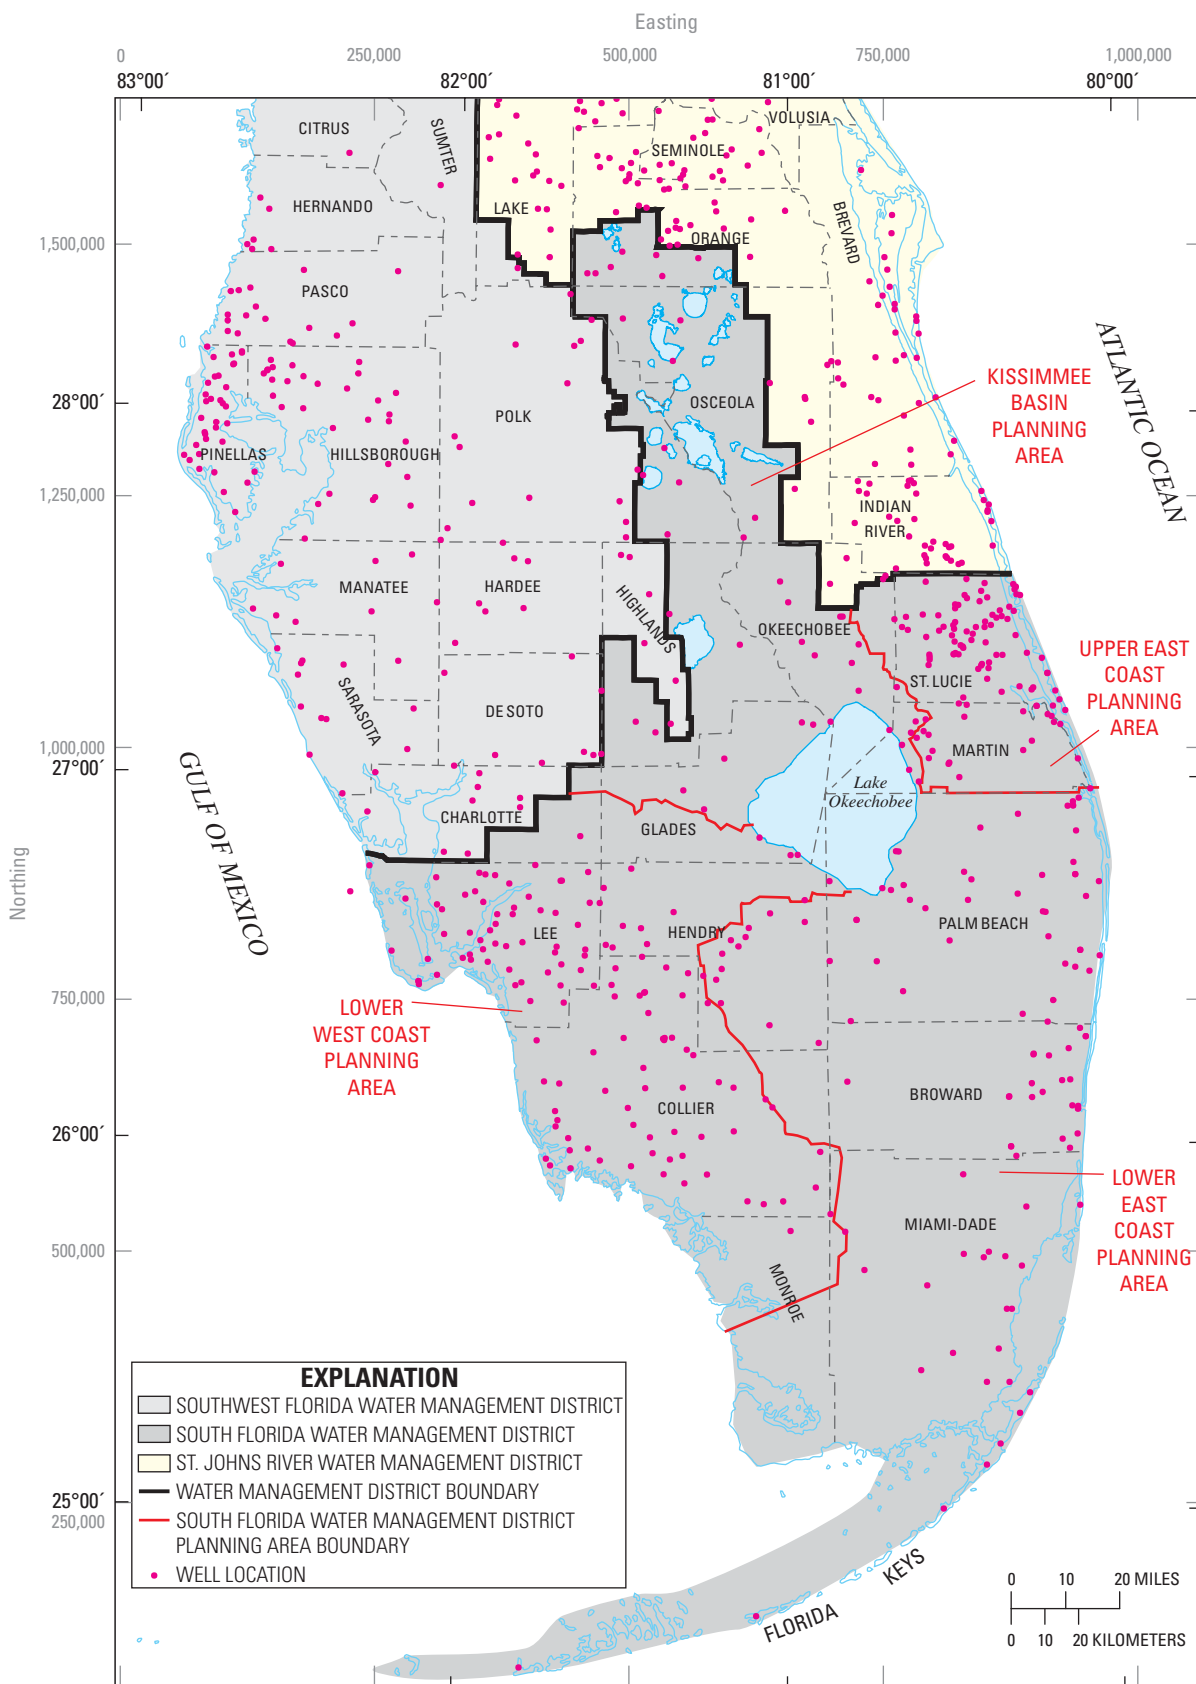 Easting
0
250,000
500,000
750,000
1,000,000
83°00´
82°00´
81°00´
80°00´
VOLUSIA
CITRUS
SUMTER
SEMINOLE
HERNANDO
LAKE
BREVARD
ORANGE
1,500,000
PASCO
ATLANTIC OCEAN
KISSIMMEE
BASIN
PLANNING
AREA
28°00´
OSCEOLA
POLK
PINELLAS
HILLSBOROUGH
1,250,000
INDIAN
RIVER
MANATEE
HARDEE
HIGHLANDS
OKEECHOBEE
UPPER EAST
COAST
PLANNING
AREA
ST. LUCIE
SARASOTA
DE SOTO
1,000,000
27°00´
MARTIN
GULF OF MEXICO
Lake
Okeechobee
CHARLOTTE
GLADES
Northing
LEE
HENDRY
PALM BEACH
750,000
LOWER
WEST COAST
PLANNING
AREA
BROWARD
COLLIER
26°00´
LOWER
EAST
COAST
PLANNING
AREA
MIAMI-DADE
500,000
MONROE
EXPLANATION
SOUTHWEST FLORIDA WATER MANAGEMENT DISTRICT
SOUTH FLORIDA WATER MANAGEMENT DISTRICT
ST. JOHNS RIVER WATER MANAGEMENT DISTRICT
WATER MANAGEMENT DISTRICT BOUNDARY
SOUTH FLORIDA WATER MANAGEMENT DISTRICT
PLANNING AREA BOUNDARY
WELL LOCATION
25°00´
250,000
FLORIDA KEYS
0 10 20 MILES
0 10 20 KILOMETERS